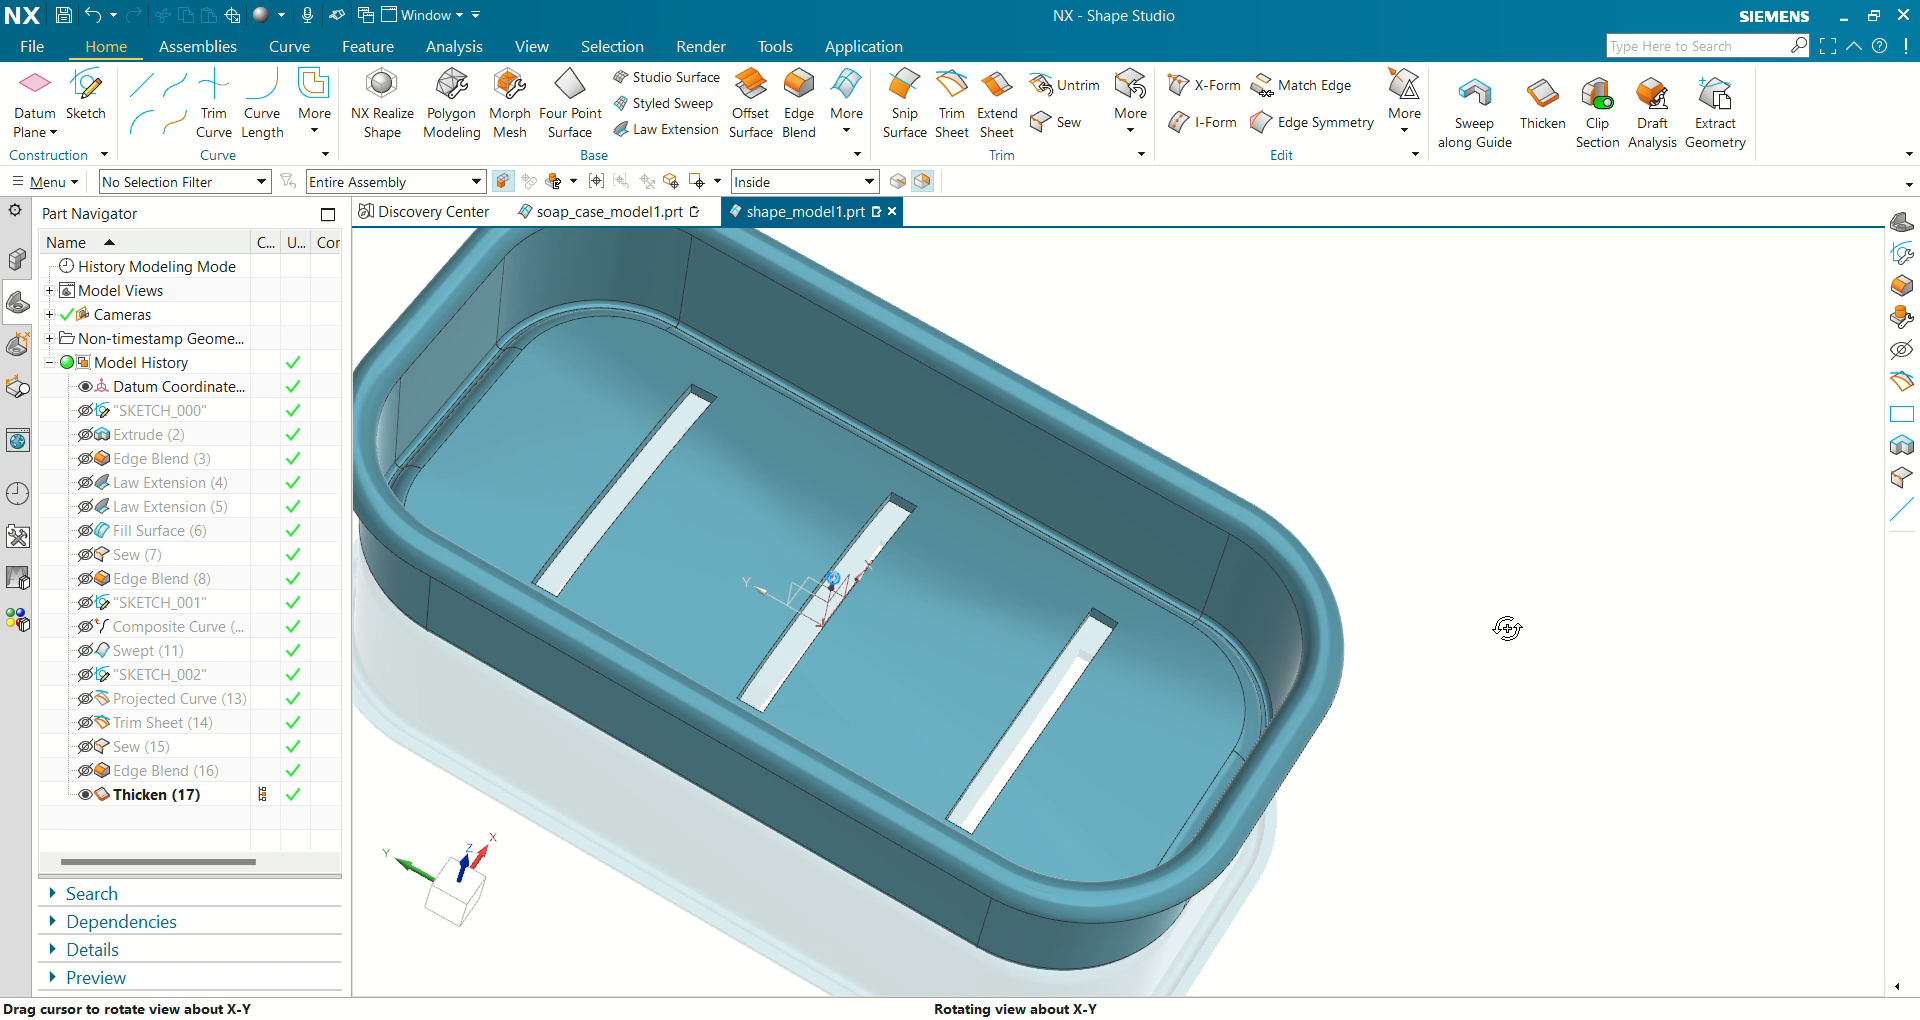 NX
Window
NX - Shape Studio
SIEMENS
File
Home
Assemblies
Curve
Feature
Analysis
View
Selection
Render
Tools
Application
Type Here to Search
Datum
Plane
Sketch
Construction
Trim
Curve
Curve
Length
More
Curve
NX Realize
Shape
Polygon
Modeling
Morph
Mesh
Four Point
Surface
Studio Surface
Styled Sweep
Law Extension
Offset
Surface
Edge
Blend
More
Base
Snip
Surface
Trim
Sheet
Extend
Sheet
Untrim
Sew
More
Trim
X-Form
I-Form
Match Edge
Edge Symmetry
More
Edit
Sweep
along Guide
Thicken
Clip
Section
Draft
Analysis
Extract
Geometry
Menu
No Selection Filter
Entire Assembly
Inside
Part Navigator
Discovery Center
soap_case_model1.prt
shape_model1.prt
Name C... U... Cor
History Modeling Mode
Model Views
Cameras
Non-timestamp Geome...
Model History
Datum Coordinate...
"SKETCH_000"
Extrude (2)
Edge Blend (3)
Law Extension (4)
Law Extension (5)
Fill Surface (6)
Sew (7)
Edge Blend (8)
"SKETCH_001"
Composite Curve (...
Swept (11)
"SKETCH_002"
Projected Curve (13)
Trim Sheet (14)
Sew (15)
Edge Blend (16)
Thicken (17)
Search
Dependencies
Details
Preview
Y
X
Y
Z
X
Drag cursor to rotate view about X-Y
Rotating view about X-Y